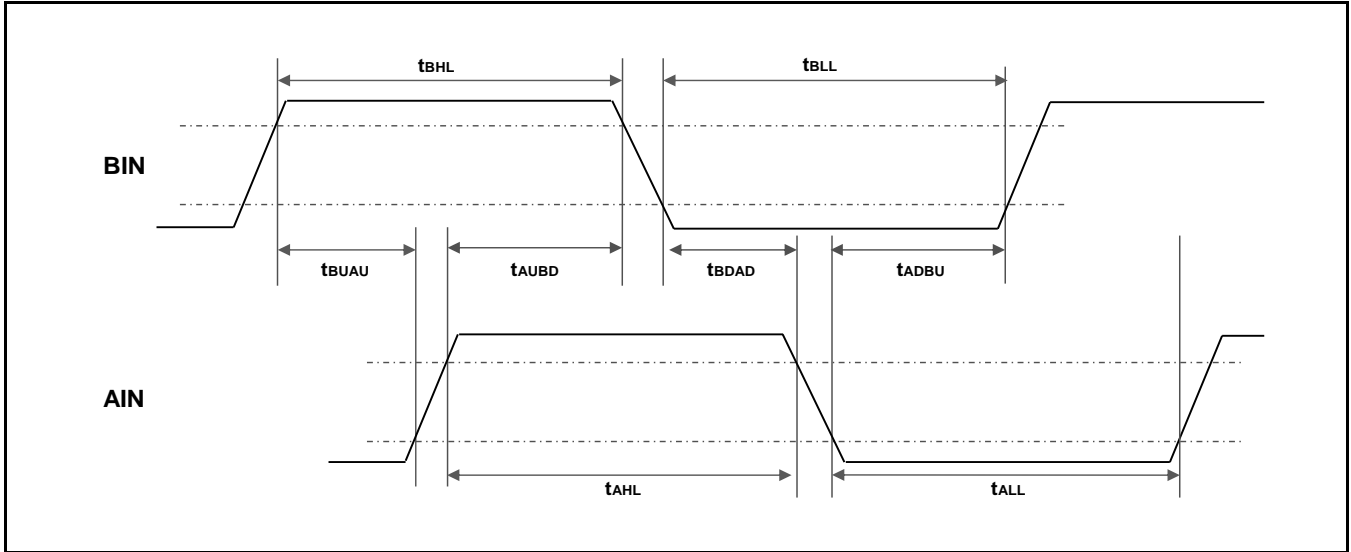 tBHL
tBLL
BIN
tBUAU
tAUBD
tBDAD
tADBU
AIN
tAHL
tALL